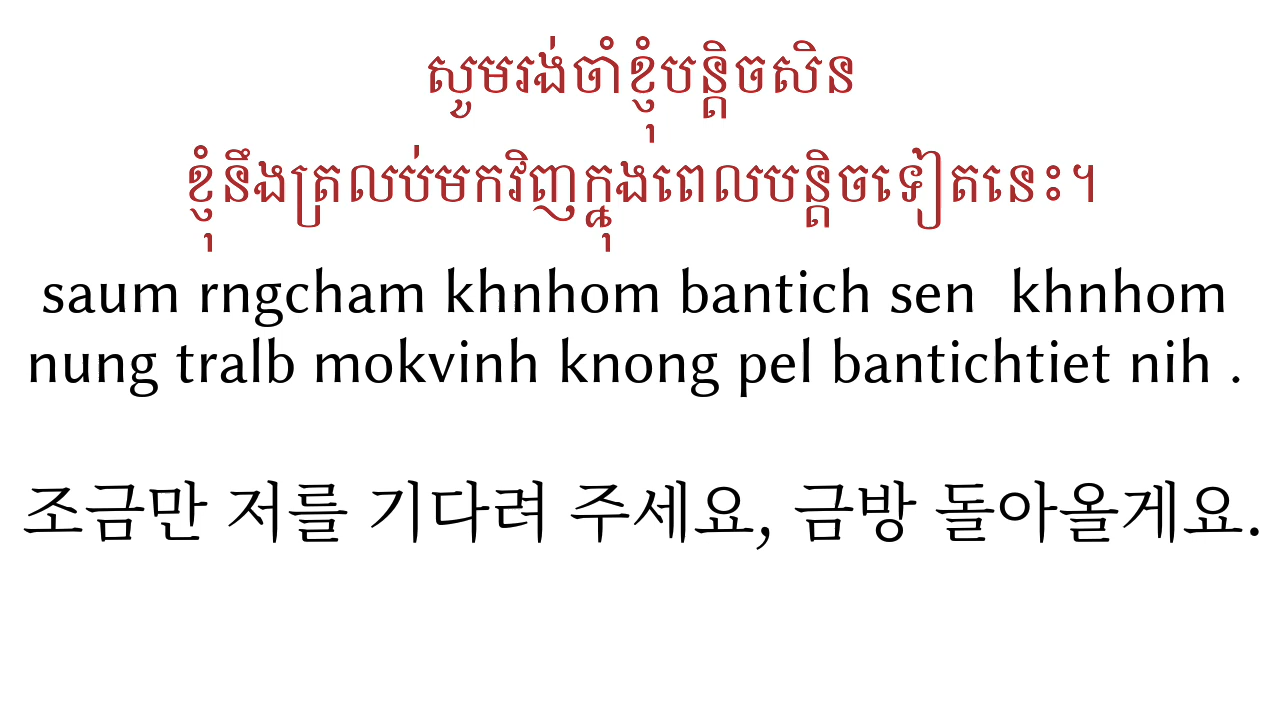 សូមរង់ចាំខ្ញុំបន្តិចសិន
ខ្ញុំនឹងត្រលប់មកវិញក្នុងពេលបន្តិចទៀតនេះ។
saum rngcham khnhom bantich sen  khnhom
nung tralb mokvinh knong pel bantichtiet nih .
조금만 저를 기다려 주세요, 금방 돌아올게요.